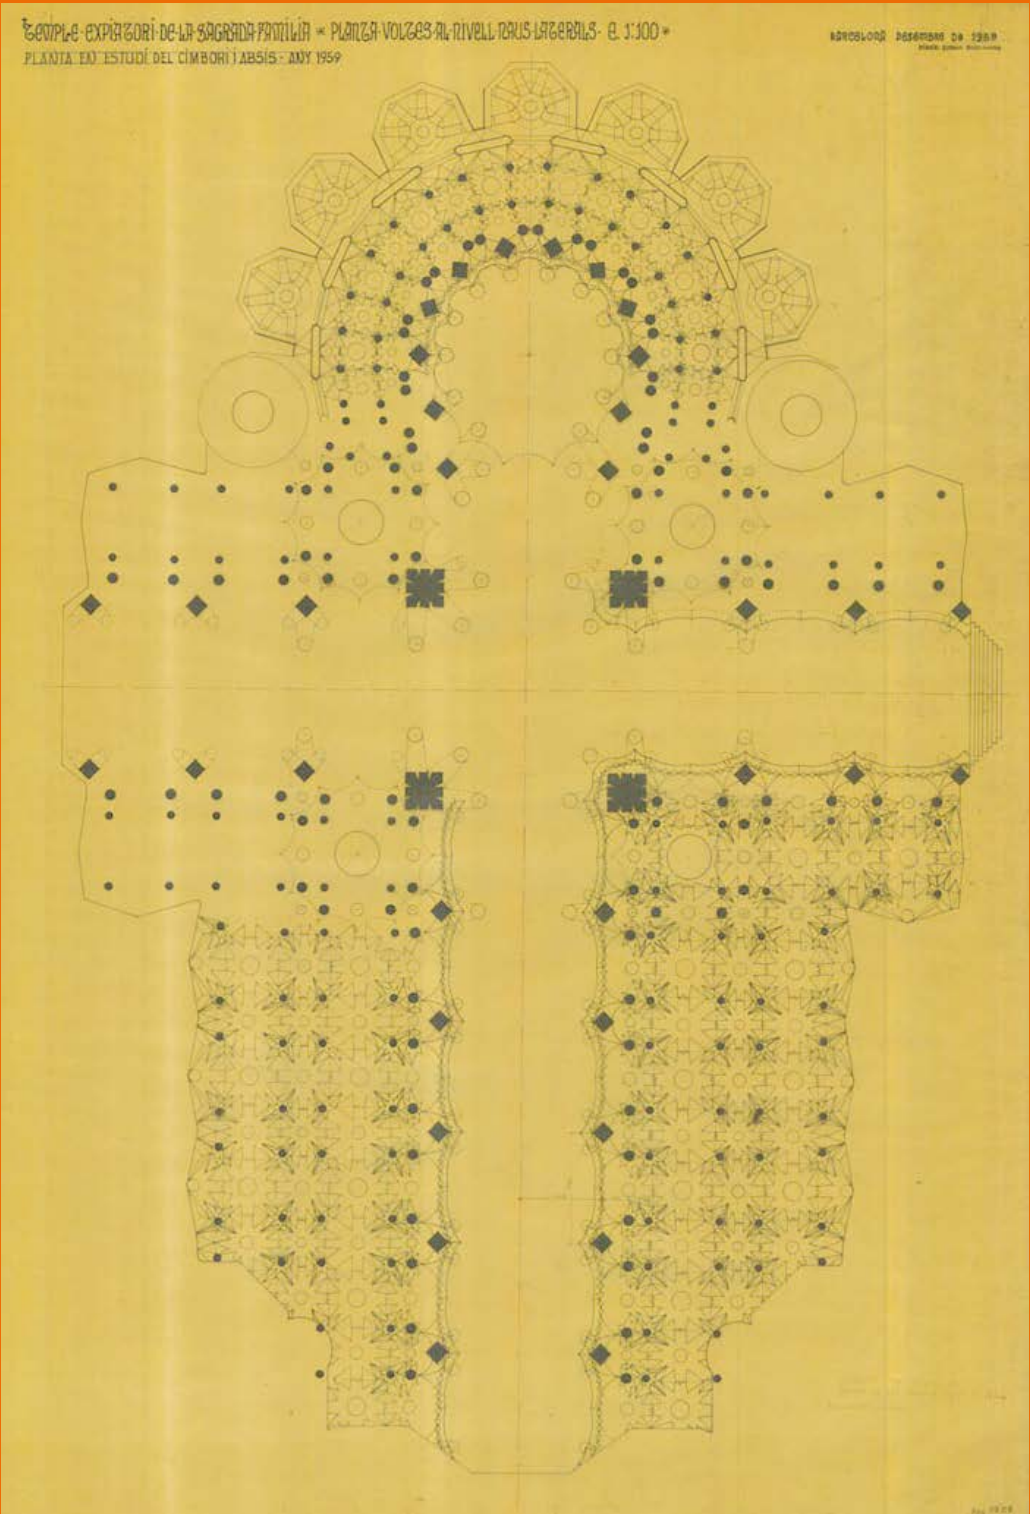 TEMPLE·EXPIATORI·DE·LA·SAGRADA·FAMÍLIA * PLANTA·VOLTES·AL·NIVELL·NAUS·LATERALS· E. 1:100 *
BARCELONA DESEMBRE DE 1959
PLANTA EN ESTUDI DEL CIMBORI I ABSIS - ANY 1959